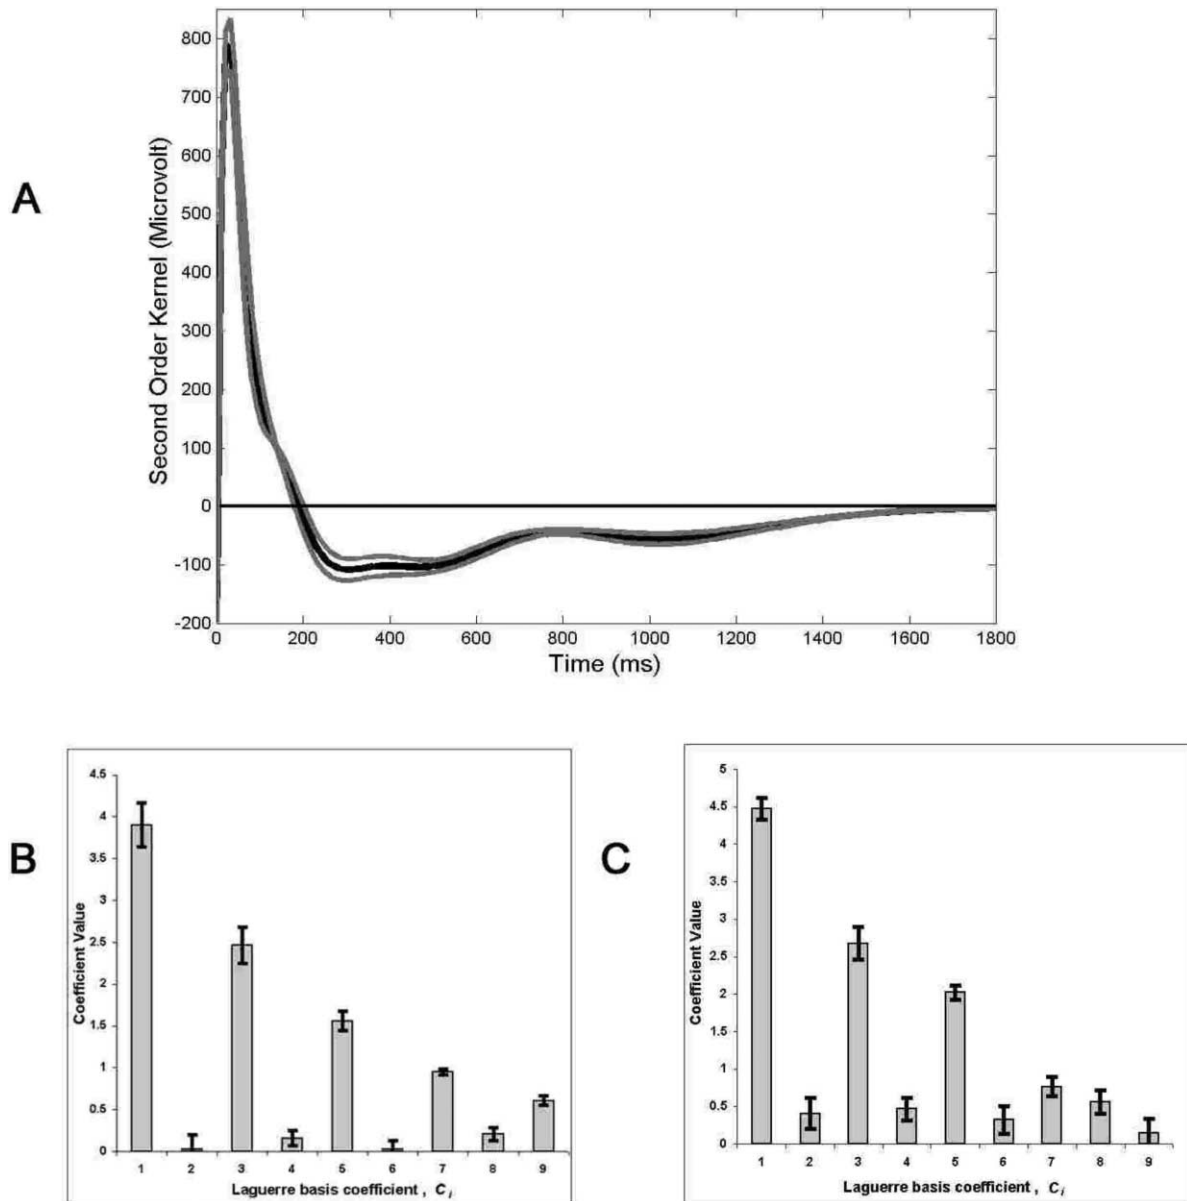 A
Second Order Kernel (Microvolt)
800
700
600
500
400
300
200
100
0
-100
-200
0 200 400 600 800 1000 1200 1400 1600 1800
Time (ms)
B
Coefficient Value
4.5
4
3.5
3
2.5
2
1.5
1
0.5
0
1 2 3 4 5 6 7 8 9
Laguerre basis coefficient , C i
C
Coefficient Value
5
4.5
4
3.5
3
2.5
2
1.5
1
0.5
0
1 2 3 4 5 6 7 8 9
Laguerre basis coefficient , C i